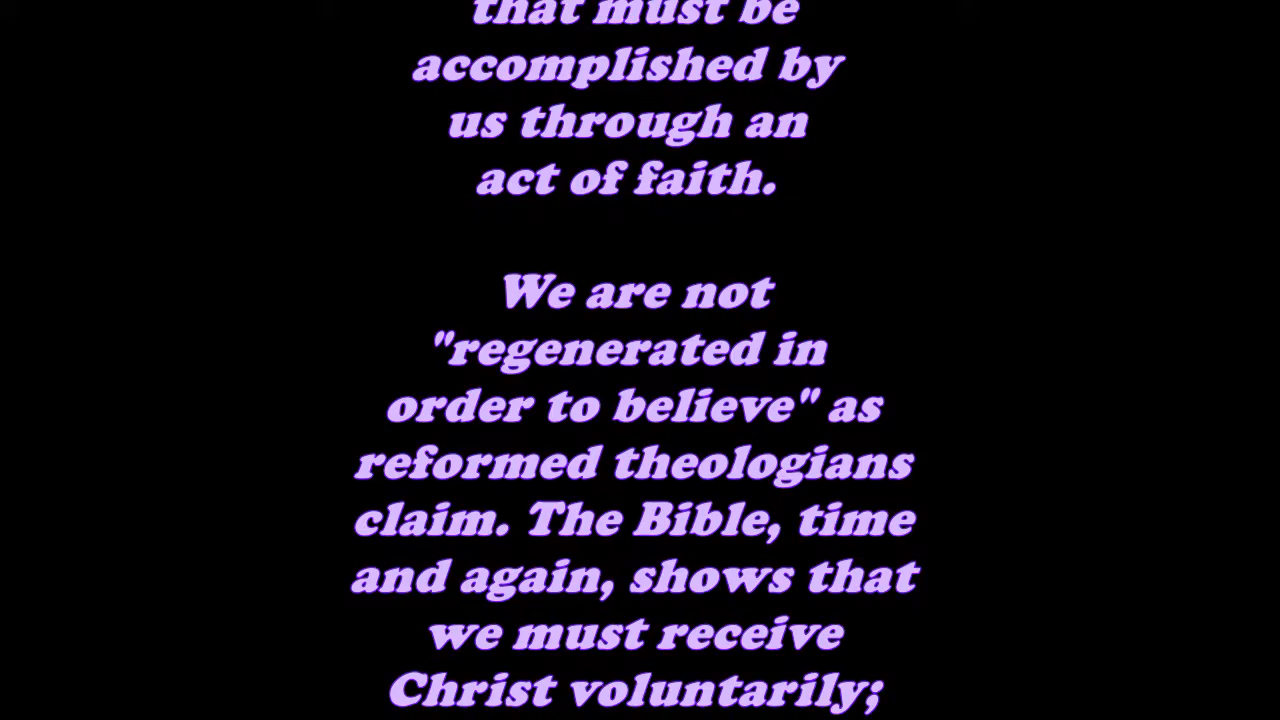 that must be
accomplished by
us through an
act of faith.
We are not
"regenerated in
order to believe" as
reformed theologians
claim. The Bible, time
and again, shows that
we must receive
Christ voluntarily;